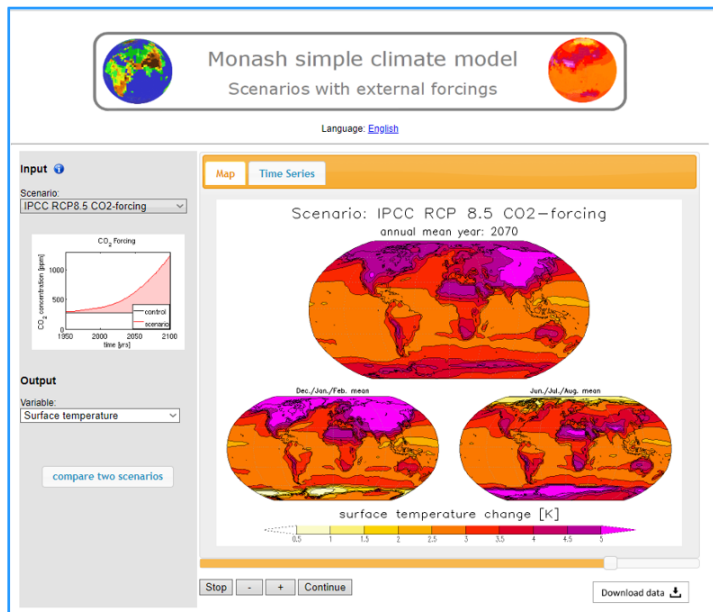 Monash simple climate model
Scenarios with external forcings
Language: English
Input
Scenario:
IPCC RCP8.5 CO2-forcing
CO2 Forcing
CO2 concentration [ppm]
1000
500
0
1950 2000 2050 2100
time [yrs]
control
scenario
Output
Variable:
Surface temperature
compare two scenarios
Map Time Series
Scenario: IPCC RCP 8.5 CO2-forcing
annual mean year: 2070
Dec./Jan./Feb. mean
Jun./Jul./Aug. mean
surface temperature change [K]
0.5 1 1.5 2 2.5 3 3.5 4 4.5 5
Stop - + Continue
Download data